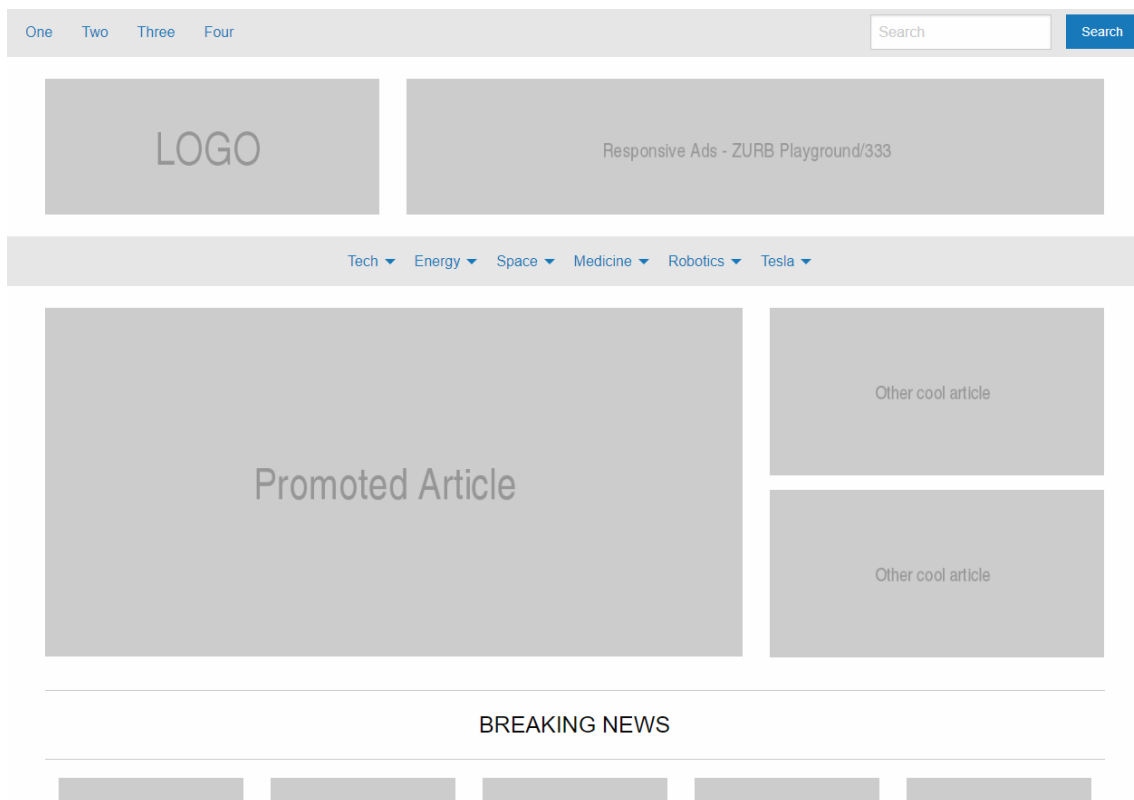 One Two Three Four Search Search
LOGO
Responsive Ads - ZURB Playground/333
Tech Energy Space Medicine Robotics Tesla
Promoted Article
Other cool article
Other cool article
BREAKING NEWS